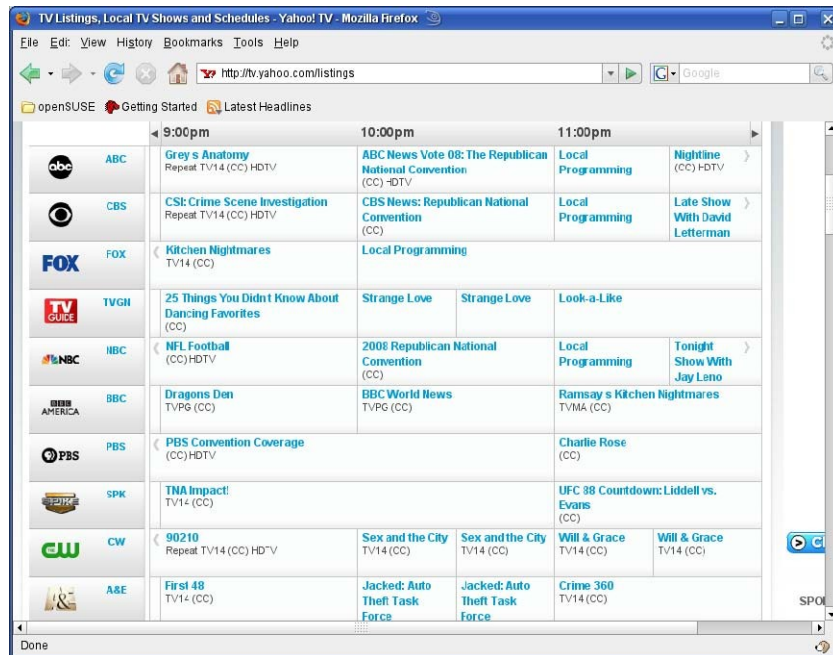 TV Listings, Local TV Shows and Schedules - Yahoo! TV - Mozilla Firefox
File Edit View History Bookmarks Tools Help
http://tv.yahoo.com/listings
G Google
openSUSE Getting Started Latest Headlines
9:00pm 10:00pm 11:00pm
abc ABC
Grey s Anatomy
Repeat TV14 (CC) HDTV
ABC News Vote 08: The Republican
National Convention
(CC) HDTV
Local
Programming
Nightline
(CC) HDTV
CBS
CSI: Crime Scene Investigation
Repeat TV14 (CC) HDTV
CBS News: Republican National
Convention
(CC)
Local
Programming
Late Show
With David
Letterman
FOX FOX
Kitchen Nightmares
TV14 (CC)
Local Programming
TV GUIDE TVGN
25 Things You Didn t Know About
Dancing Favorites
(CC)
Strange Love
Strange Love
Look-a-Like
NBC NBC
NFL Football
(CC) HDTV
2008 Republican National
Convention
(CC)
Local
Programming
Tonight
Show With
Jay Leno
BBC AMERICA BBC
Dragons Den
TVPG (CC)
BBC World News
TVPG (CC)
Ramsay s Kitchen Nightmares
TVMA (CC)
PBS PBS
PBS Convention Coverage
(CC) HDTV
Charlie Rose
(CC)
SPIKE SPK
TNA Impact!
TV14 (CC)
UFC 88 Countdown: Liddell vs.
Evans
(CC)
CW CW
90210
Repeat TV14 (CC) HDTV
Sex and the City
TV14 (CC)
Sex and the City
TV14 (CC)
Will & Grace
TV14 (CC)
Will & Grace
TV14 (CC)
A&E
First 48
TV14 (CC)
Jacked: Auto
Theft Task
Force
Jacked: Auto
Theft Task
Force
Crime 360
TV14 (CC)
Done